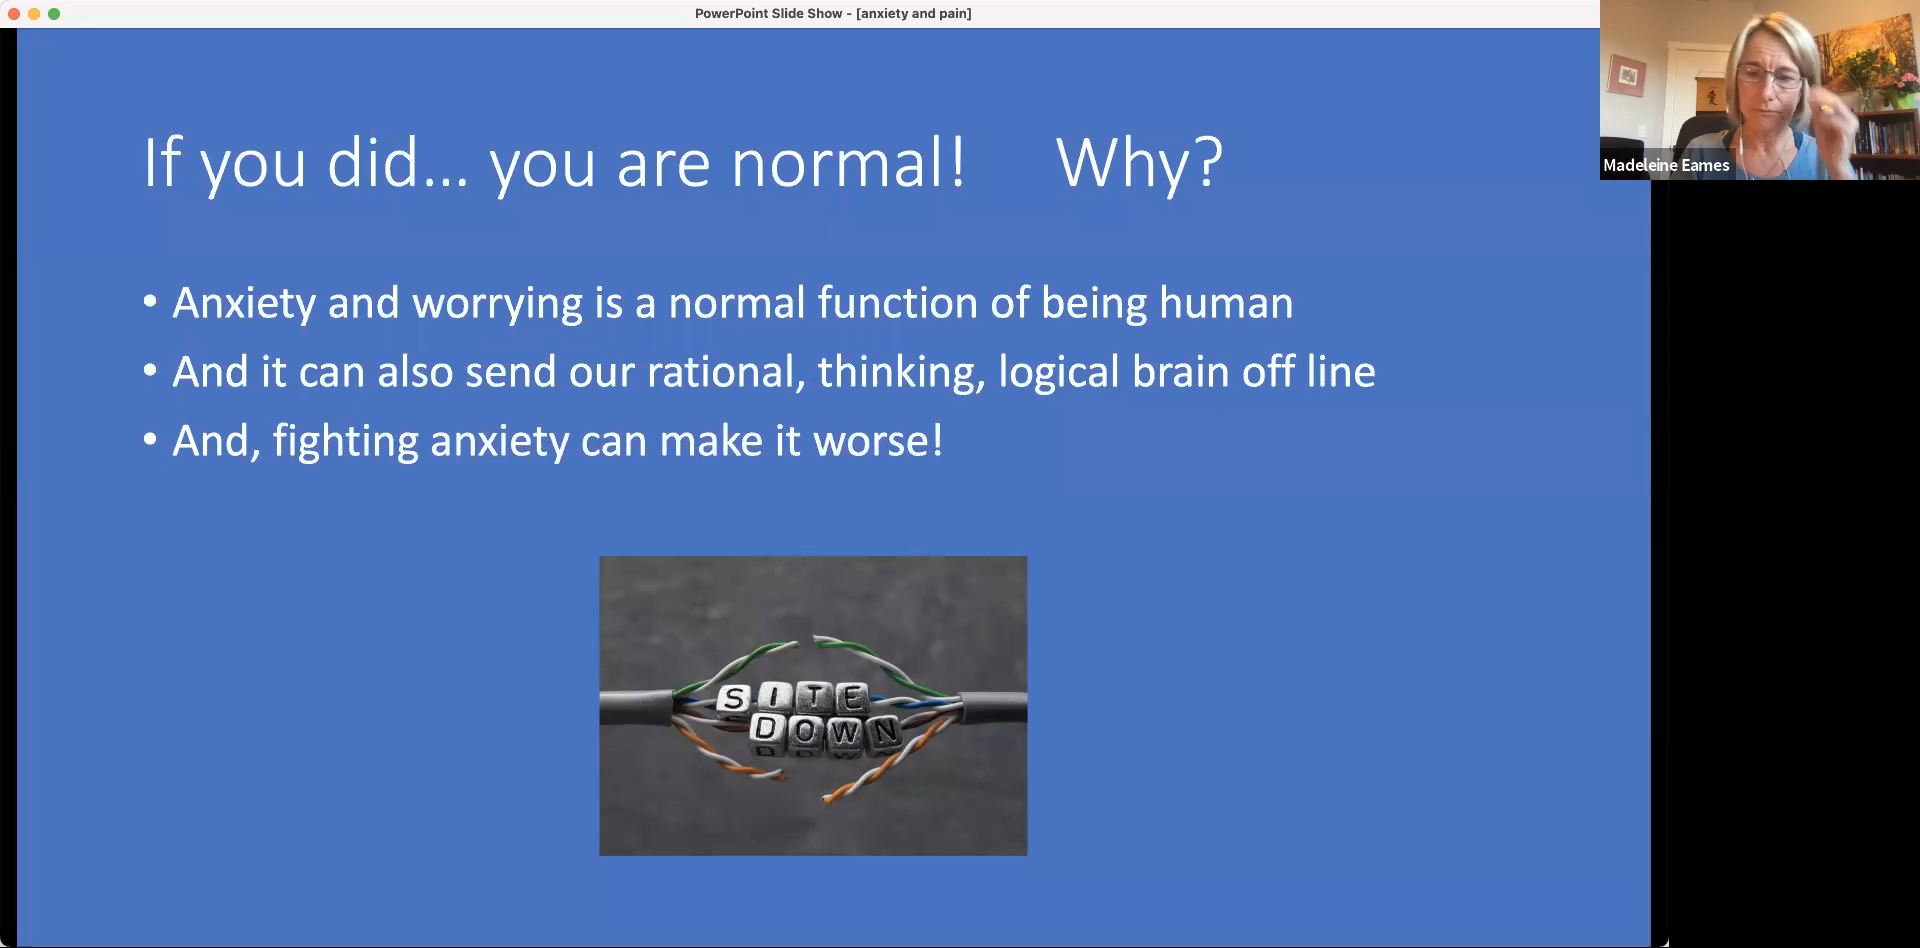 PowerPoint Slide Show - [anxiety and pain]
Madeleine Eames
If you did... you are normal! Why?
• Anxiety and worrying is a normal function of being human
• And it can also send our rational, thinking, logical brain off line
• And, fighting anxiety can make it worse!
SITE
DOWN